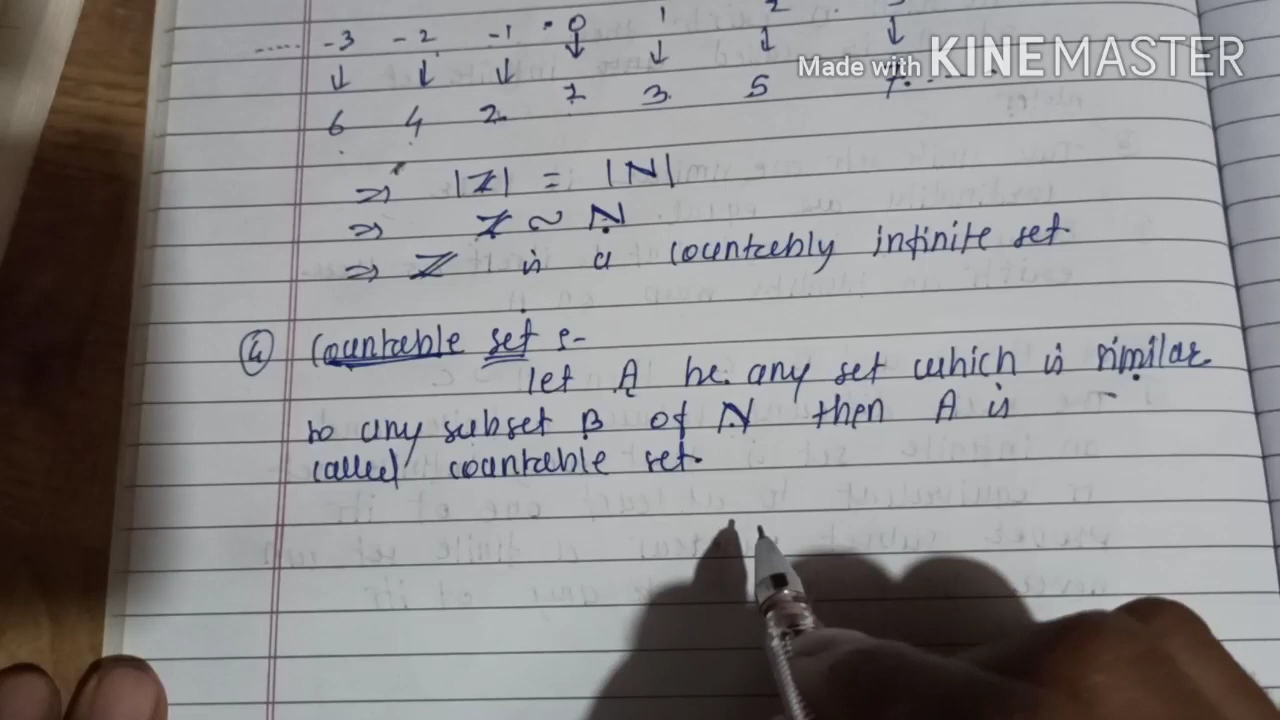 ..... -3 -2 -1 0 1 2
Made with KINEMASTER
↓ ↓ ↓ ↓ ↓ ↓ ↓
6 4 2 1 3 5 7 .....
⇒ |Z| = |N|
⇒ Z ~ N
⇒ Z is a countably infinite set
④ Countable set :-
let A be any set which is similar
to any subset B of N then A is
called countable set.